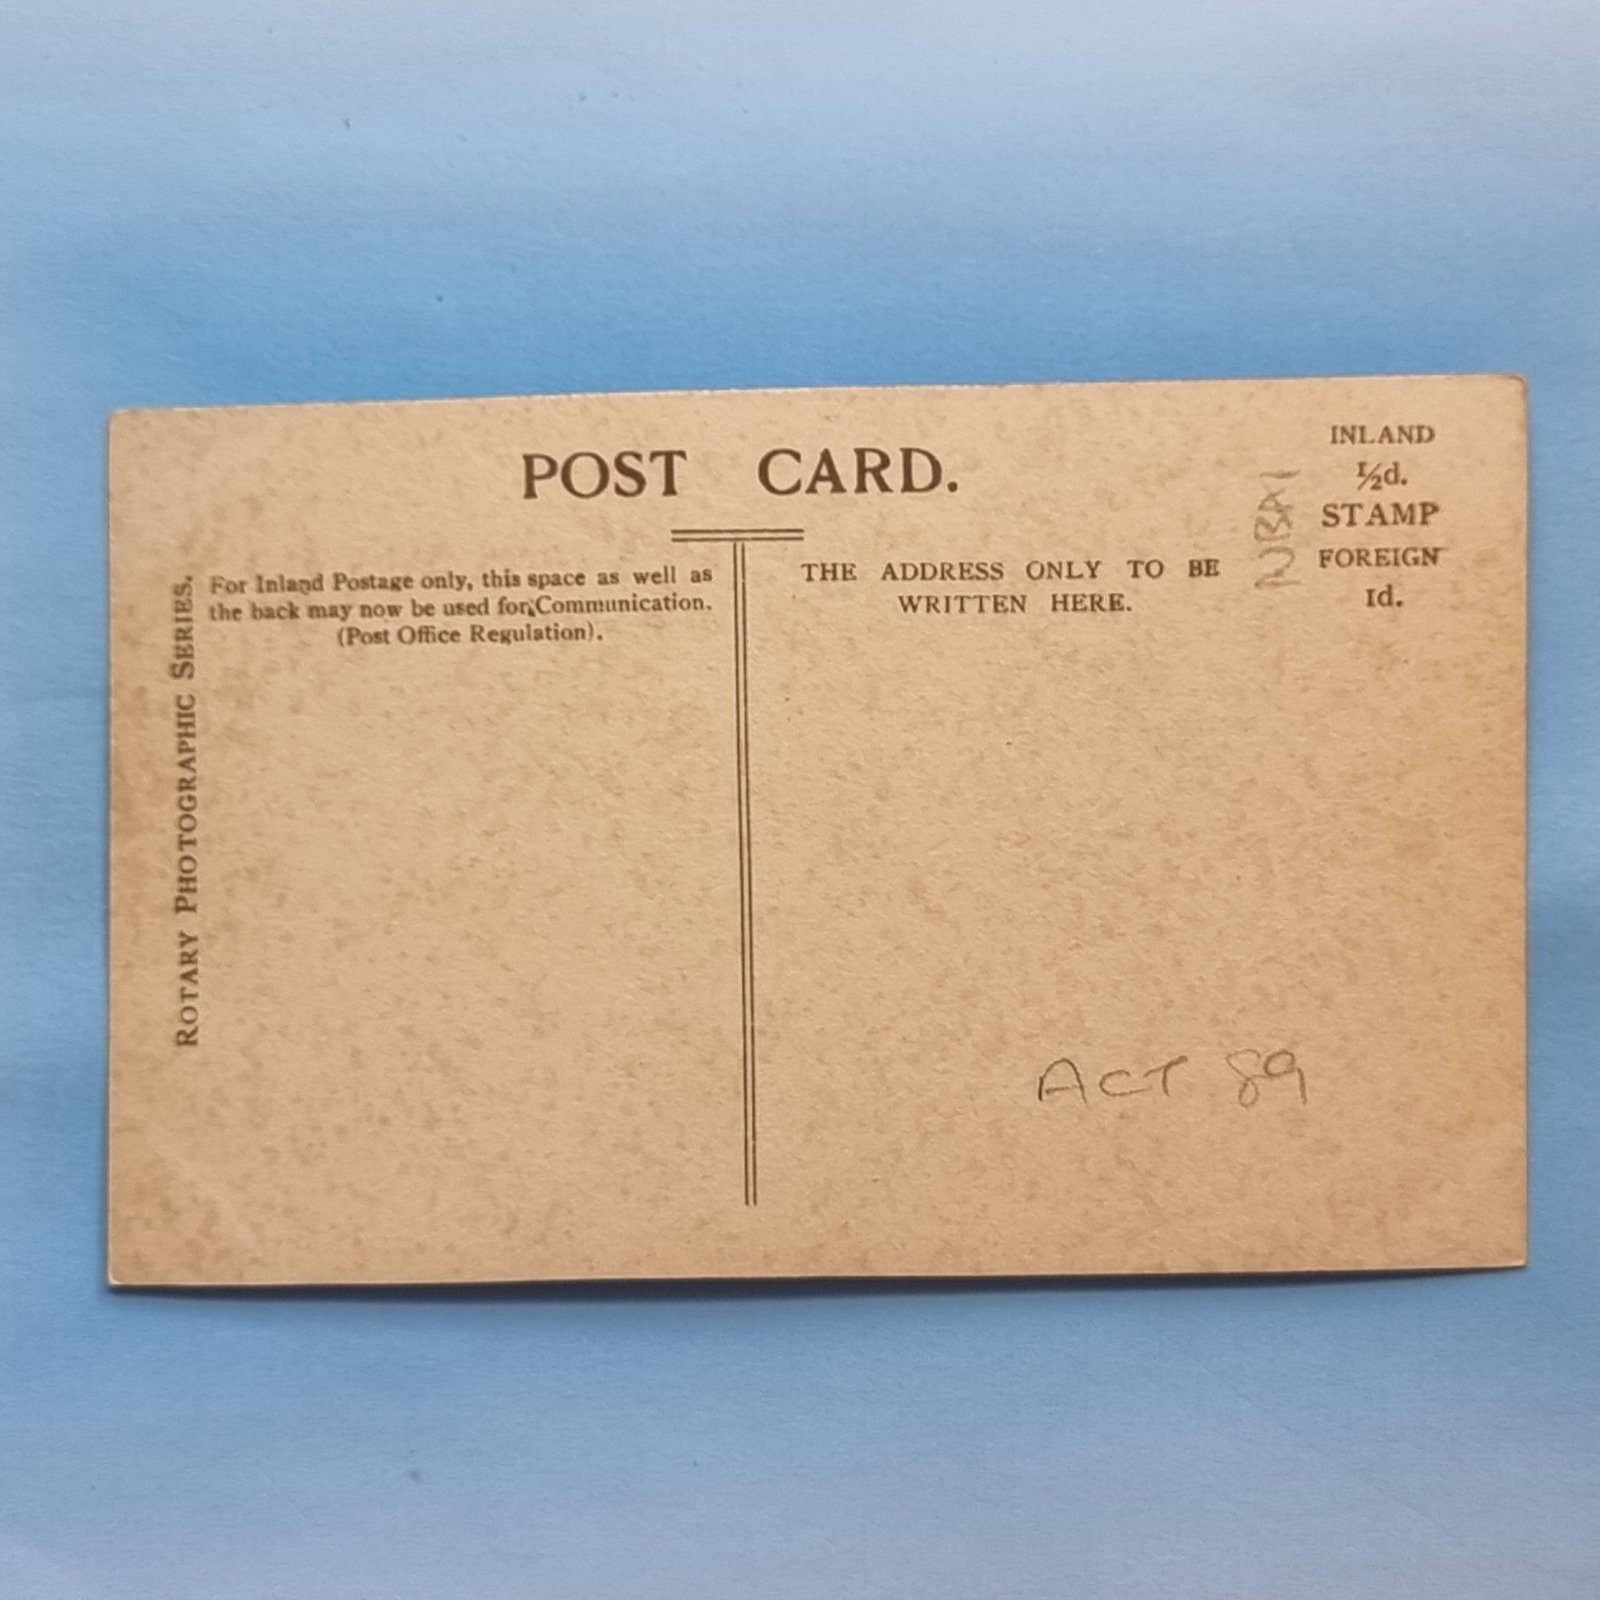 POST CARD.
INLAND
½d.
STAMP
FOREIGN
1d.
For Inland Postage only, this space as well as
the back may now be used for Communication.
(Post Office Regulation).
THE ADDRESS ONLY TO BE
WRITTEN HERE.
ROTARY PHOTOGRAPHIC SERIES.
ACT 89